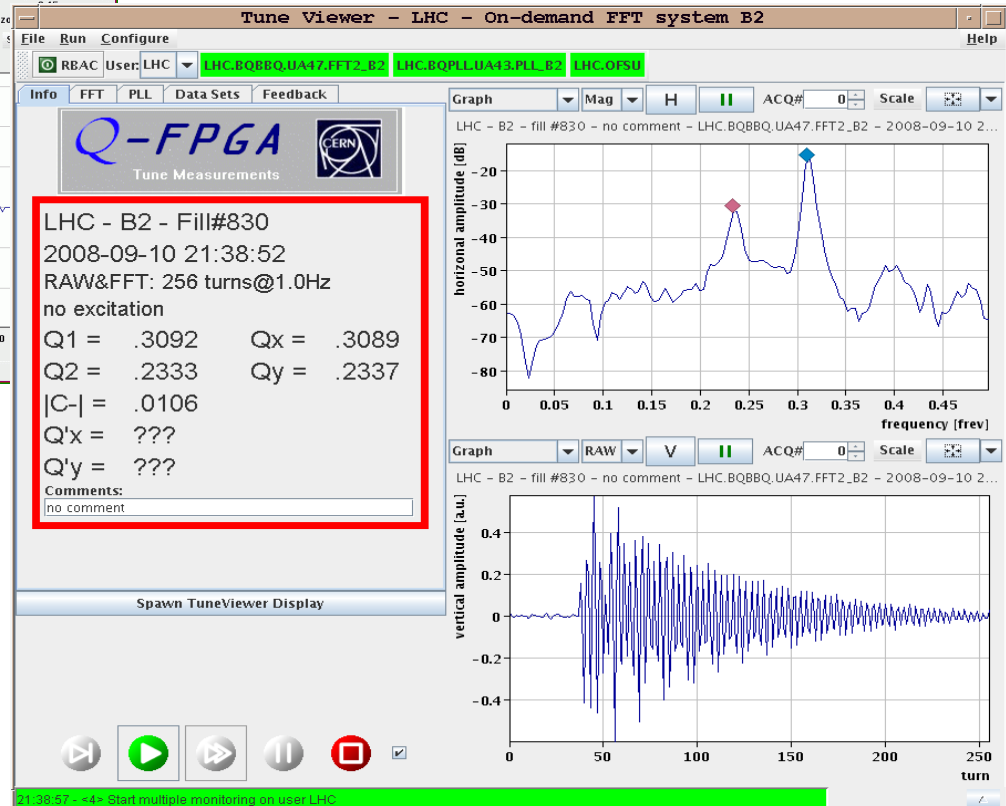 Tune Viewer - LHC - On-demand FFT system B2
File Run Configure Help
RBAC User: LHC LHC.BQBBQ.UA47.FFT2_B2 LHC.BQPLL.UA43.PLL_B2 LHC.OFSU
Info FFT PLL Data Sets Feedback
Q-FPGA
Tune Measurements
CERN
LHC - B2 - Fill#830
2008-09-10 21:38:52
RAW&FFT: 256 turns@1.0Hz
no excitation
Q1 = .3092 Qx = .3089
Q2 = .2333 Qy = .2337
|C-| = .0106
Q'x = ???
Q'y = ???
Comments:
no comment
Spawn TuneViewer Display
Graph Mag H ACQ# 0 Scale
LHC - B2 - fill #830 - no comment - LHC.BQBBQ.UA47.FFT2_B2 - 2008-09-10 2...
horizonal amplitude [dB]
-20
-30
-40
-50
-60
-70
-80
0 0.05 0.1 0.15 0.2 0.25 0.3 0.35 0.4 0.45
frequency [frev]
Graph RAW V ACQ# 0 Scale
LHC - B2 - fill #830 - no comment - LHC.BQBBQ.UA47.FFT2_B2 - 2008-09-10 2...
vertical amplitude [a.u.]
0.4
0.2
0
-0.2
-0.4
0 50 100 150 200 250
turn
21:38:57 - <4> Start multiple monitoring on user LHC